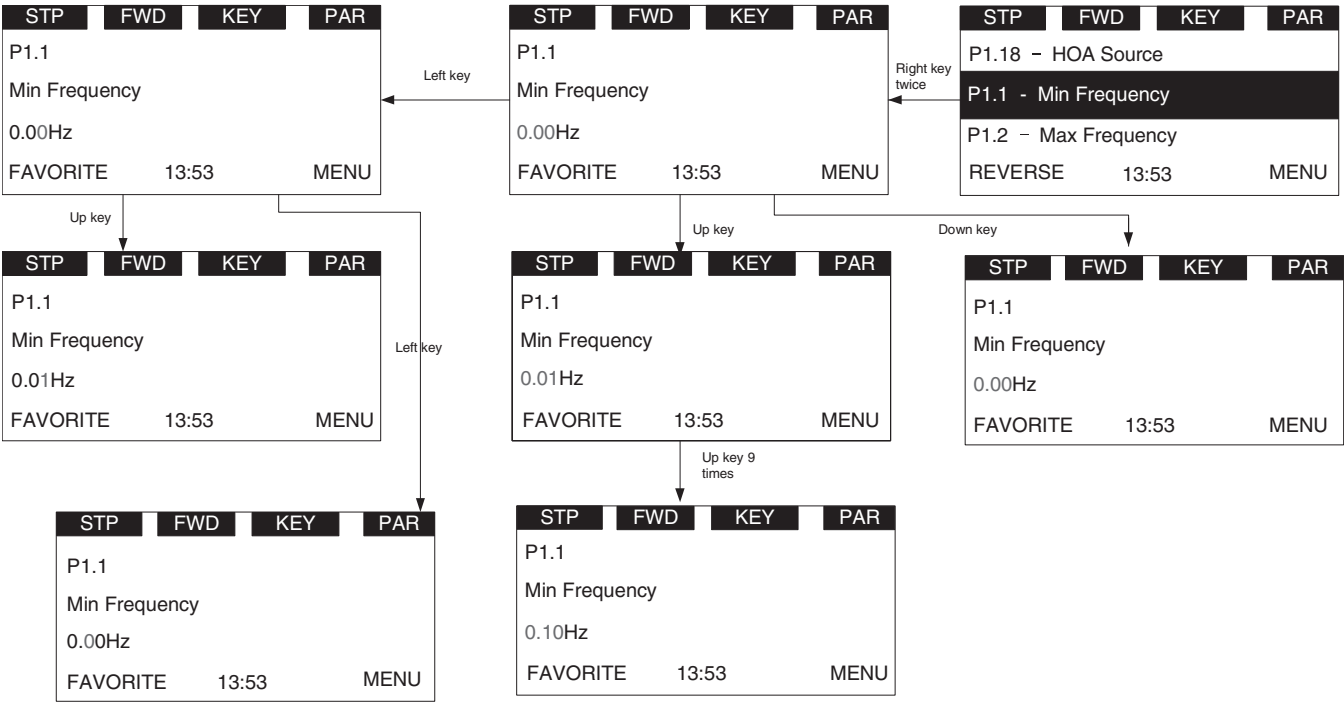 STP FWD KEY PAR
P1.1
Min Frequency
0.00Hz
FAVORITE 13:53 MENU
Left key
STP FWD KEY PAR
P1.1
Min Frequency
0.00Hz
FAVORITE 13:53 MENU
Right key
twice
STP FWD KEY PAR
P1.18 – HOA Source
P1.1 - Min Frequency
P1.2 – Max Frequency
REVERSE 13:53 MENU
Up key
Up key
Down key
STP FWD KEY PAR
P1.1
Min Frequency
0.01Hz
FAVORITE 13:53 MENU
Left key
STP FWD KEY PAR
P1.1
Min Frequency
0.01Hz
FAVORITE 13:53 MENU
STP FWD KEY PAR
P1.1
Min Frequency
0.00Hz
FAVORITE 13:53 MENU
Up key 9
times
STP FWD KEY PAR
P1.1
Min Frequency
0.00Hz
FAVORITE 13:53 MENU
STP FWD KEY PAR
P1.1
Min Frequency
0.10Hz
FAVORITE 13:53 MENU